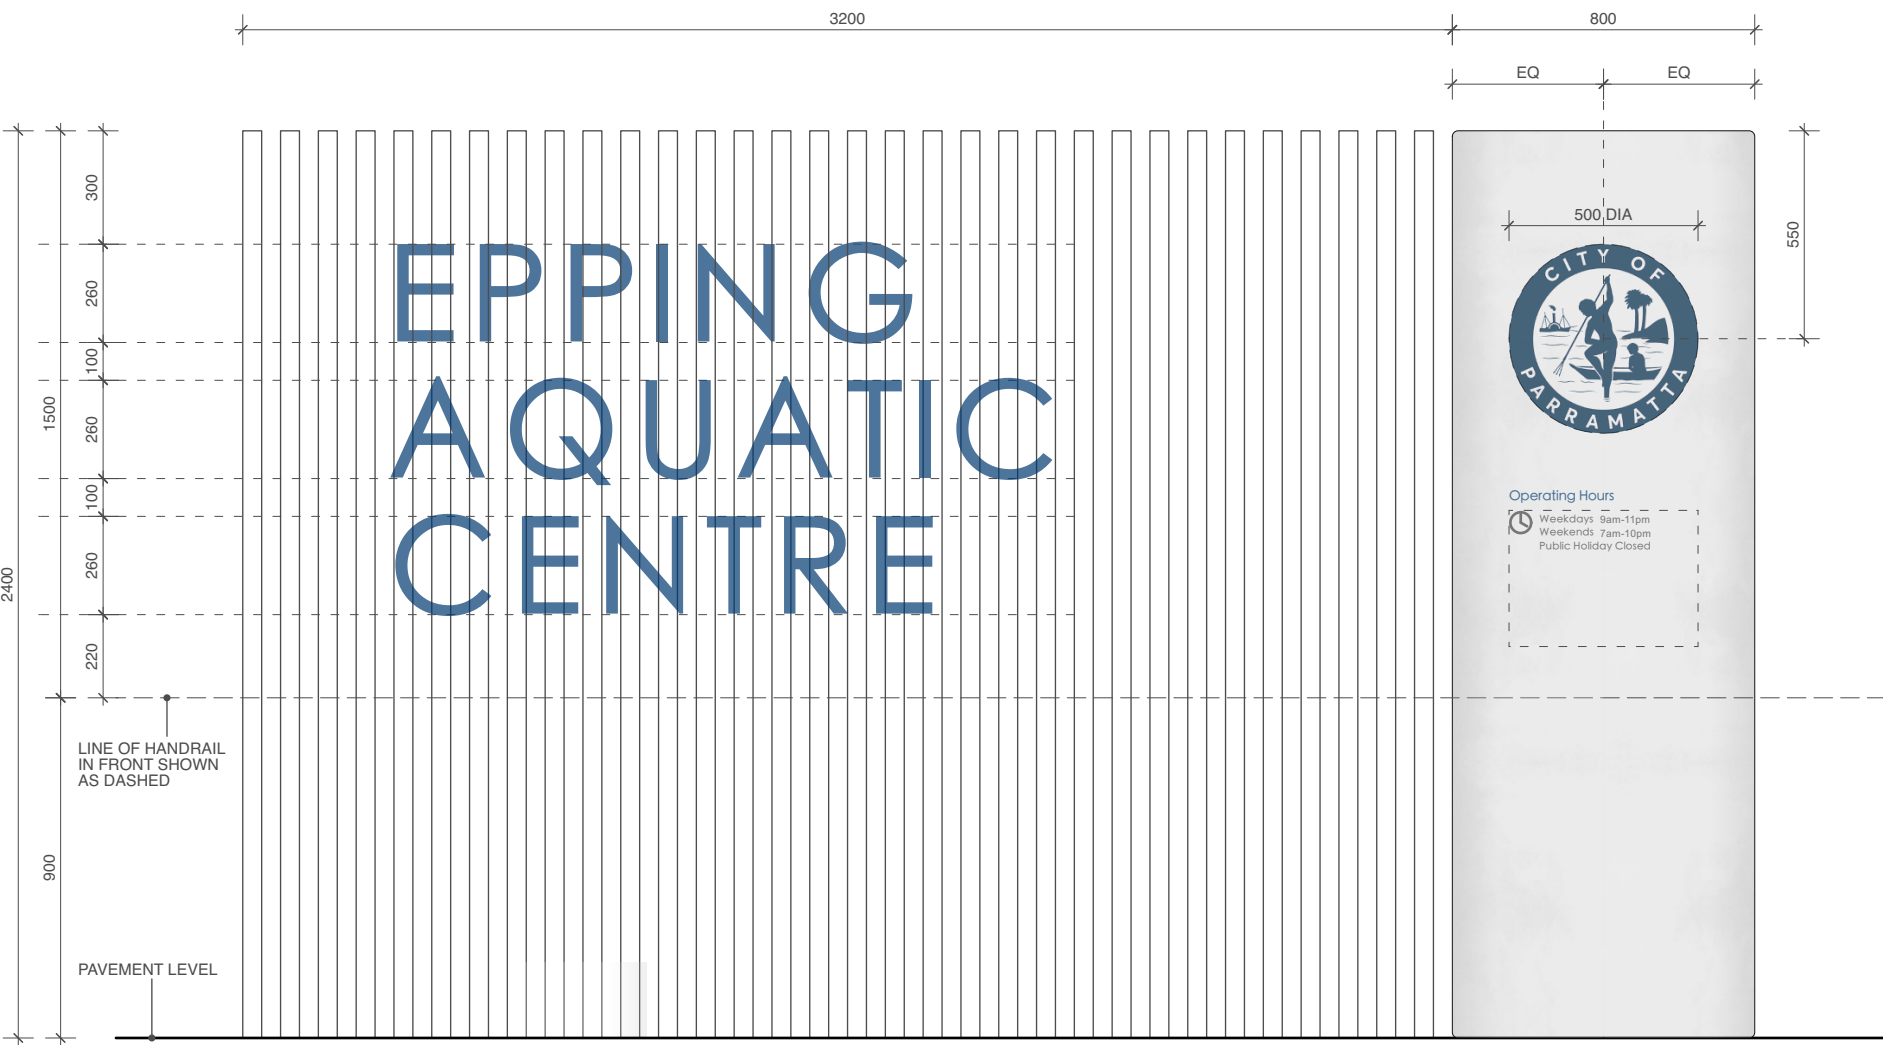 3200
800
EQ
EQ
300
260
100
260
100
260
220
1500
2400
900
500 DIA
550
EPPING
AQUATIC
CENTRE
CITY OF
PARRAMATTA
Operating Hours
Weekdays 9am-11pm
Weekends 7am-10pm
Public Holiday Closed
LINE OF HANDRAIL
IN FRONT SHOWN
AS DASHED
PAVEMENT LEVEL